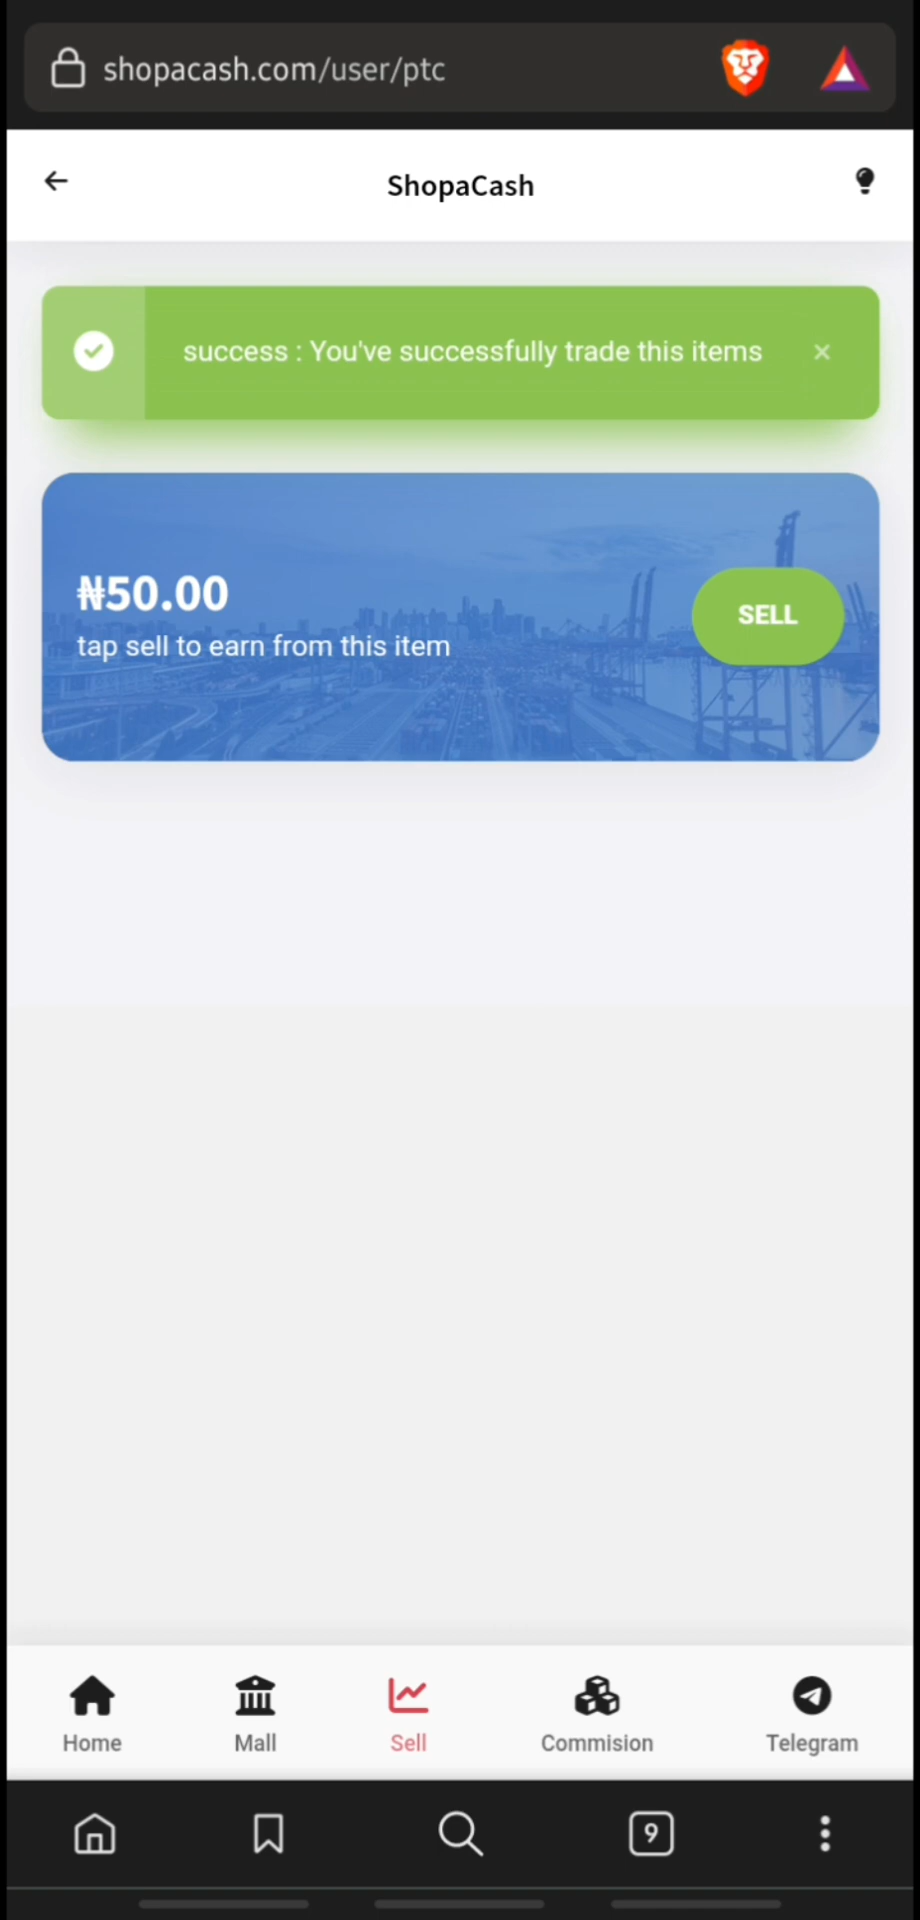 shopacash.com/user/ptc
ShopaCash
success : You've successfully trade this items ×
₦50.00
tap sell to earn from this item
SELL
Home Mall Sell Commision Telegram
9